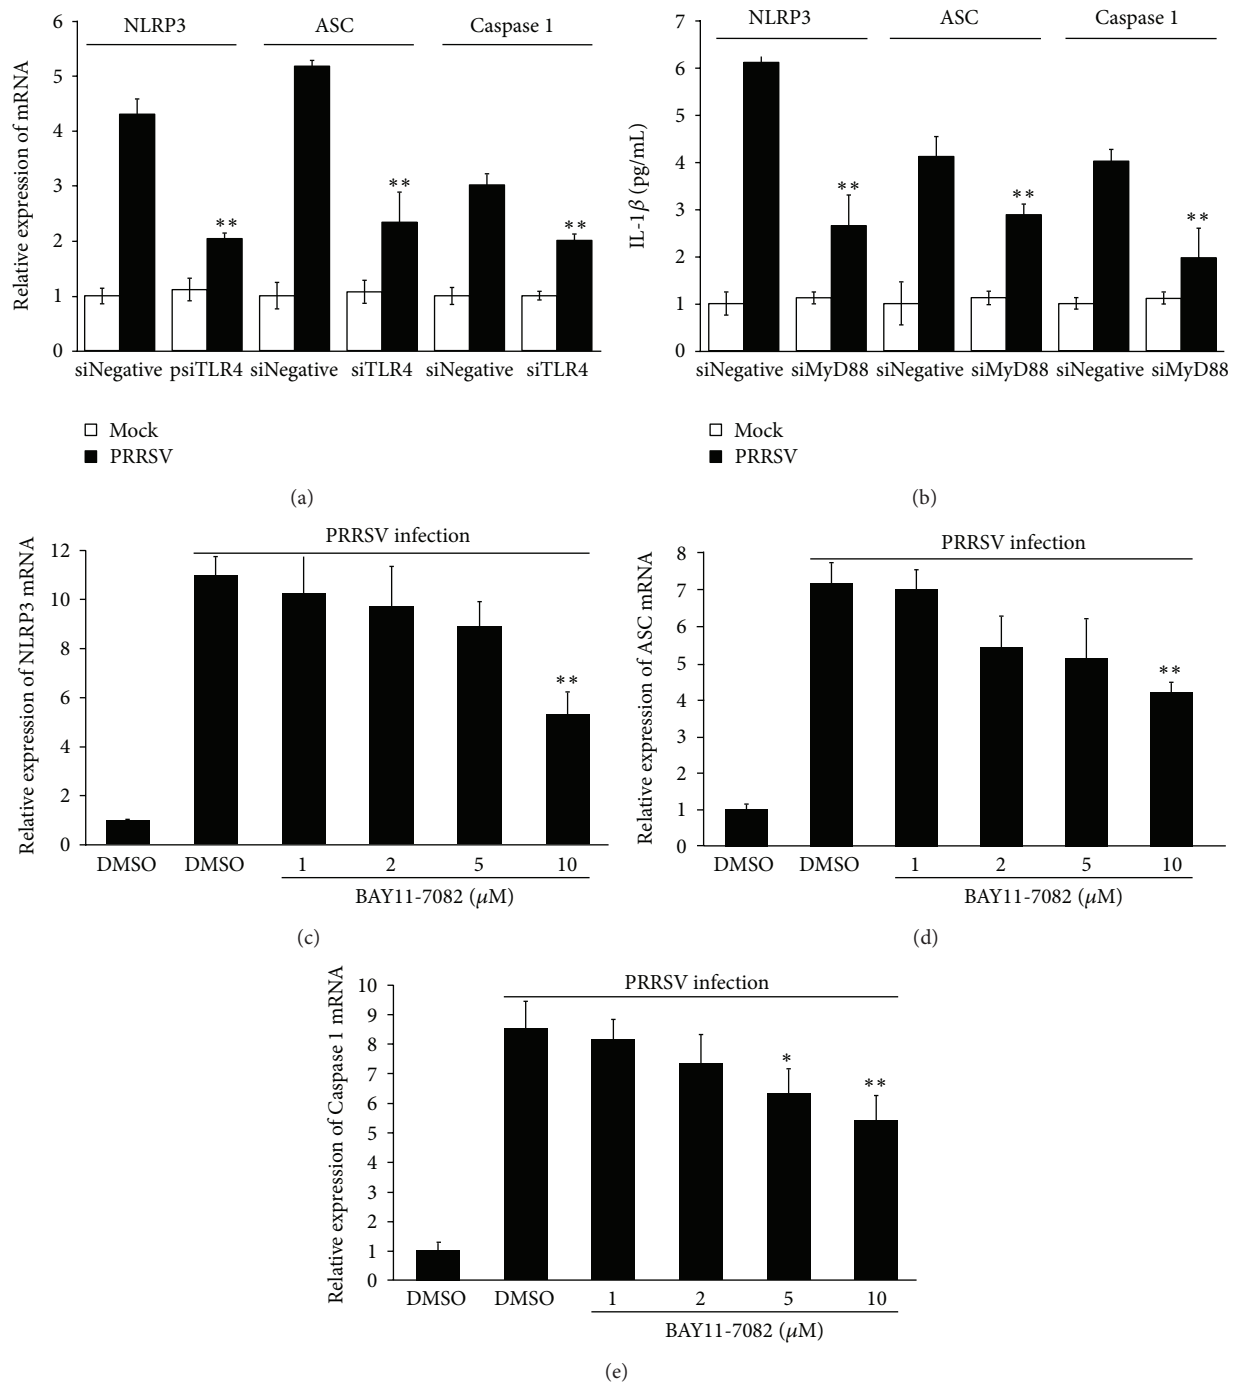 NLRP3 ASC Caspase 1
Relative expression of mRNA
6
5
4
3
2
1
0
** ** **
siNegative psiTLR4 siNegative siTLR4 siNegative siTLR4
Mock
PRRSV
(a)
NLRP3 ASC Caspase 1
IL-1β (pg/mL)
7
6
5
4
3
2
1
0
** ** **
siNegative siMyD88 siNegative siMyD88 siNegative siMyD88
Mock
PRRSV
(b)
PRRSV infection
Relative expression of NLRP3 mRNA
12
10
8
6
4
2
0
**
DMSO DMSO 1 2 5 10
BAY11-7082 (μM)
(c)
PRRSV infection
Relative expression of ASC mRNA
8
7
6
5
4
3
2
1
0
**
DMSO DMSO 1 2 5 10
BAY11-7082 (μM)
(d)
PRRSV infection
Relative expression of Caspase 1 mRNA
10
9
8
7
6
5
4
3
2
1
0
* **
DMSO DMSO 1 2 5 10
BAY11-7082 (μM)
(e)